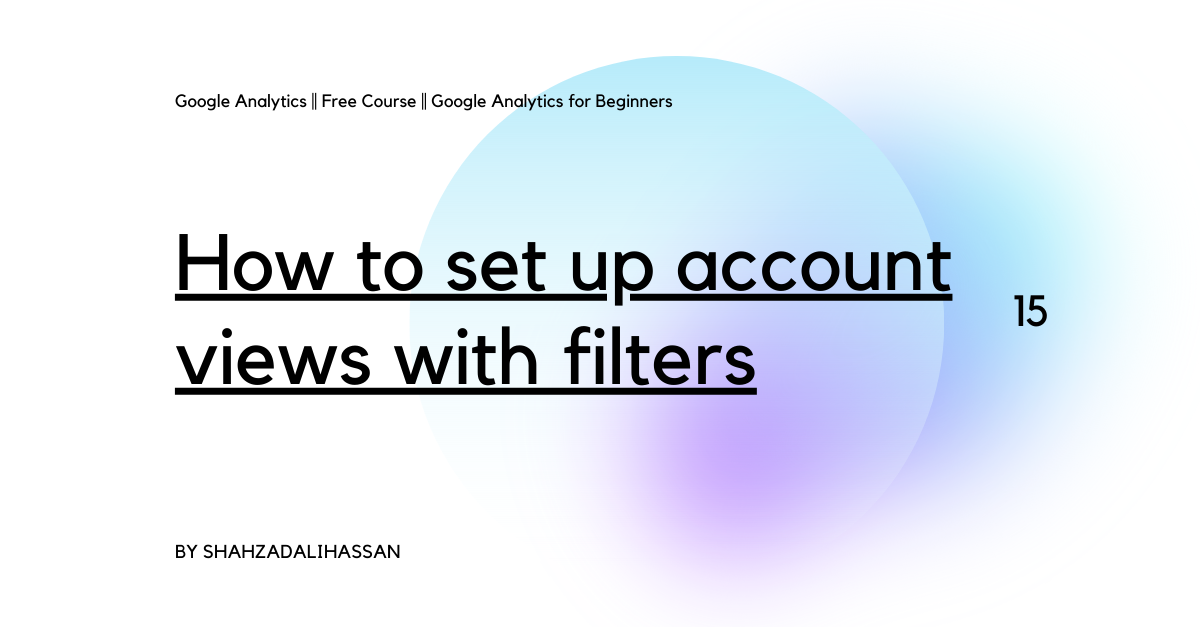 Google Analytics || Free Course || Google Analytics for Beginners
How to set up account
views with filters
15
BY SHAHZADALIHASSAN